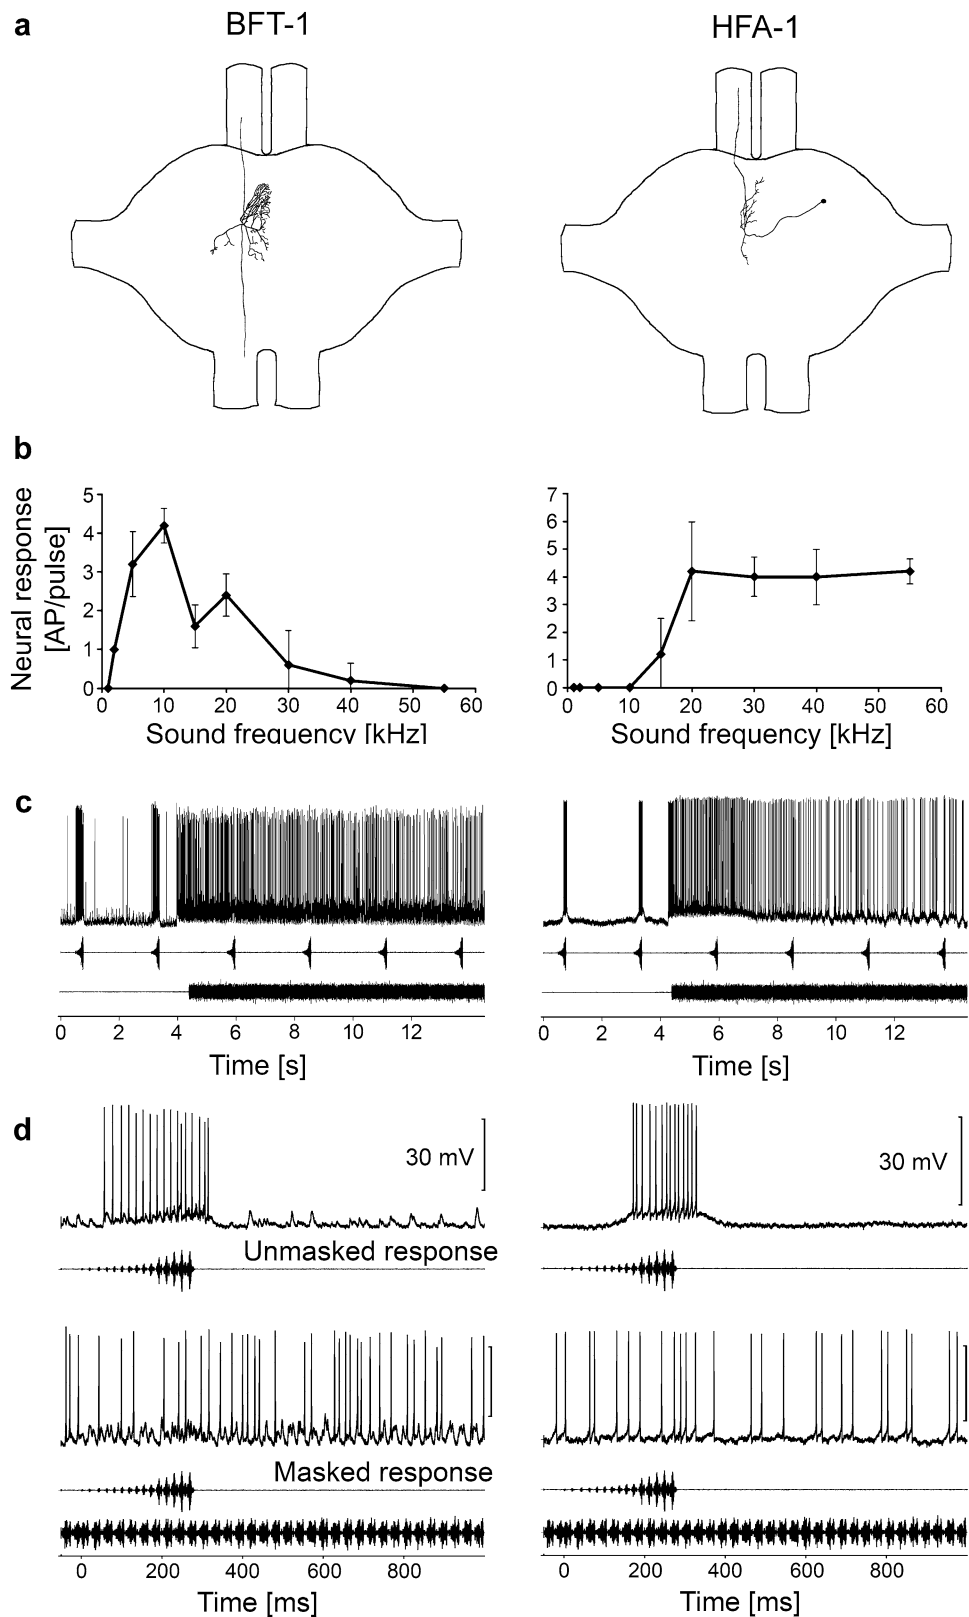 a
BFT-1
HFA-1
b
Neural response
[AP/pulse]
5
4
3
2
1
0
0 10 20 30 40 50 60
Sound frequency [kHz]
7
6
5
4
3
2
1
0
0 10 20 30 40 50 60
Sound frequency [kHz]
c
0 2 4 6 8 10 12
Time [s]
0 2 4 6 8 10 12
Time [s]
d
30 mV
30 mV
Unmasked response
Masked response
0 200 400 600 800
Time [ms]
0 200 400 600 800
Time [ms]